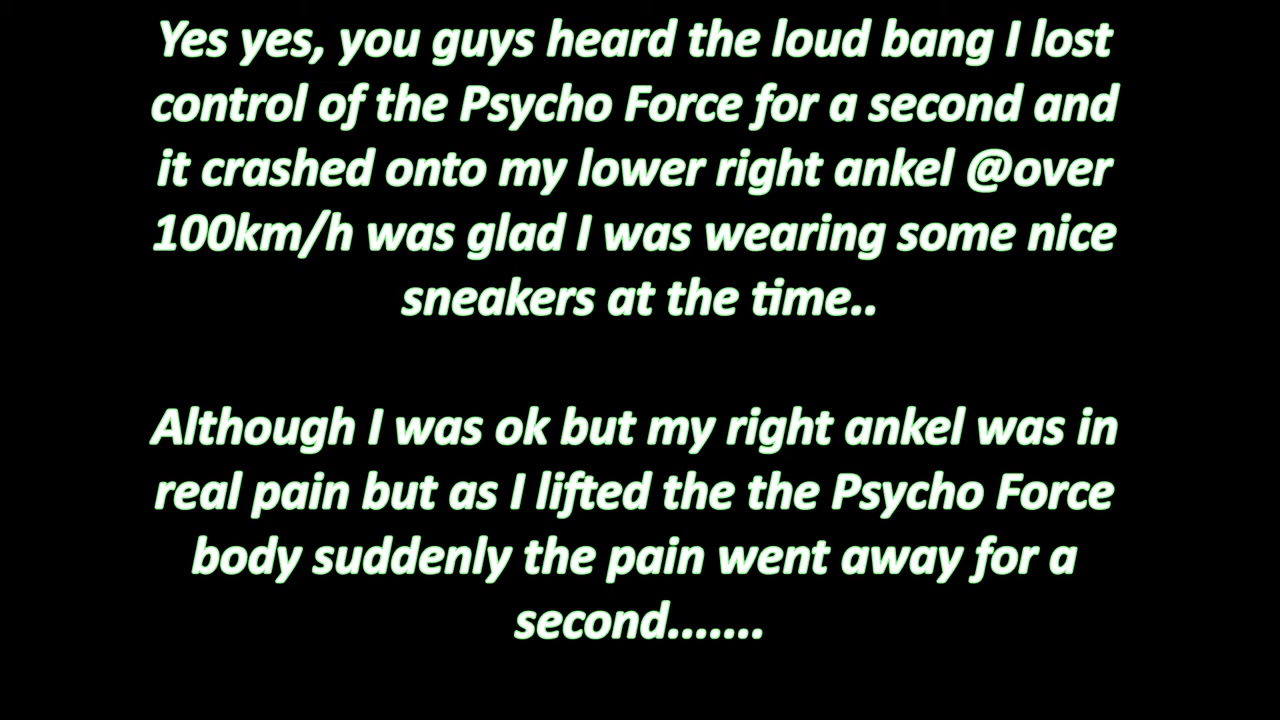 Yes yes, you guys heard the loud bang I lost
control of the Psycho Force for a second and
it crashed onto my lower right ankel @over
100km/h was glad I was wearing some nice
sneakers at the time..
Although I was ok but my right ankel was in
real pain but as I lifted the the Psycho Force
body suddenly the pain went away for a
second.......